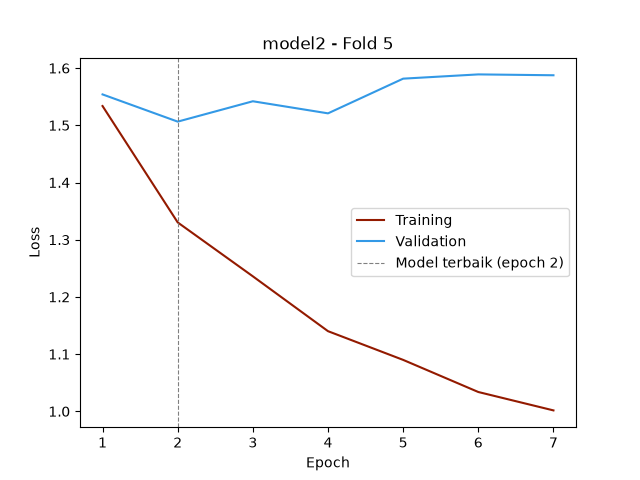 model2 - Fold 5
1.6
1.5
1.4
1.3
1.2
1.1
1.0
Loss
Training
Validation
Model terbaik (epoch 2)
1 2 3 4 5 6 7
Epoch